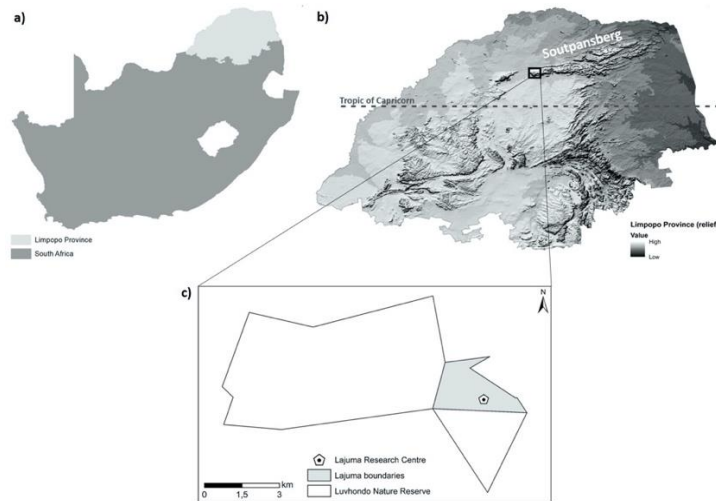 a)
Limpopo Province
South Africa
b)
Soutpansberg
Tropic of Capricorn
Limpopo Province (relief
Value
High
Low
c)
N
Lajuma Research Centre
Lajuma boundaries
Luvhondo Nature Reserve
km
0 1,5 3